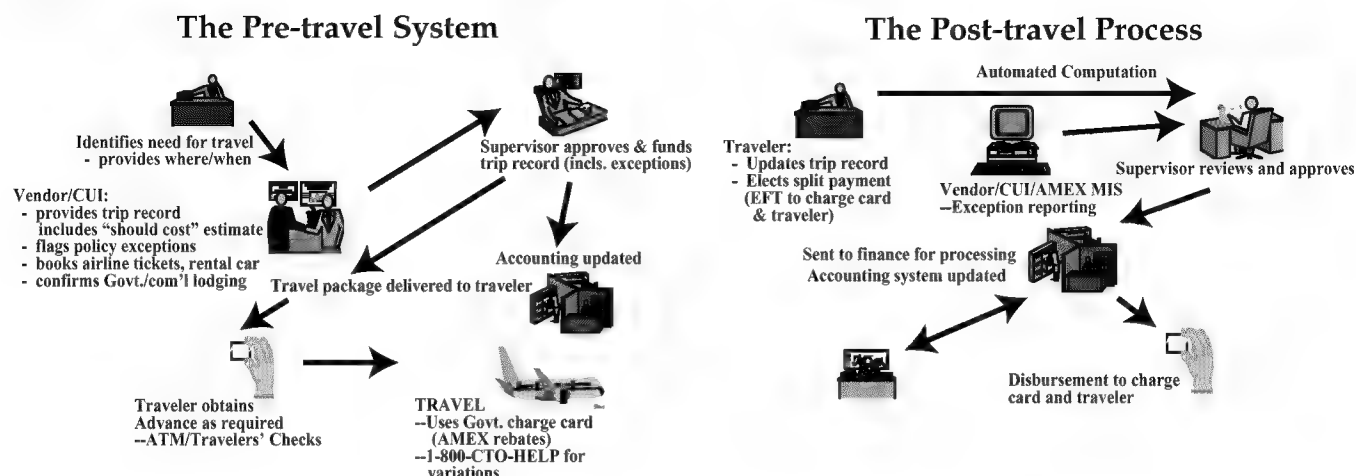 The Pre-travel System
Identifies need for travel
- provides where/when
Vendor/CUI:
- provides trip record
includes “should cost” estimate
- flags policy exceptions
- books airline tickets, rental car
- confirms Govt./com’l lodging
Supervisor approves & funds
trip record (incls. exceptions)
Accounting updated
Travel package delivered to traveler
Traveler obtains
Advance as required
--ATM/Travelers’ Checks
TRAVEL
--Uses Govt. charge card
(AMEX rebates)
--1-800-CTO-HELP for
variations
The Post-travel Process
Automated Computation
Traveler:
- Updates trip record
- Elects split payment
(EFT to charge card
& traveler)
Vendor/CUI/AMEX MIS
--Exception reporting
Supervisor reviews and approves
Sent to finance for processing
Accounting system updated
Disbursement to charge
card and traveler